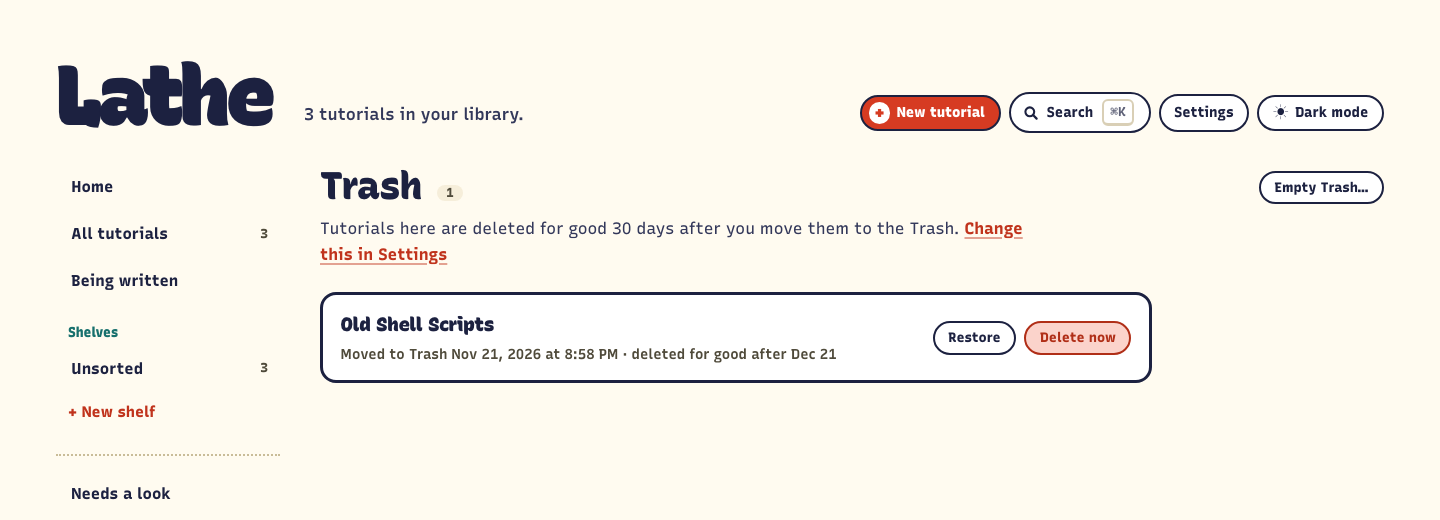 Lathe
3 tutorials in your library.
New tutorial
Search ⌘K
Settings
Dark mode
Home
All tutorials 3
Being written
Shelves
Unsorted 3
+ New shelf
Needs a look
Trash 1
Empty Trash...
Tutorials here are deleted for good 30 days after you move them to the Trash. Change
this in Settings
Old Shell Scripts
Moved to Trash Nov 21, 2026 at 8:58 PM · deleted for good after Dec 21
Restore
Delete now